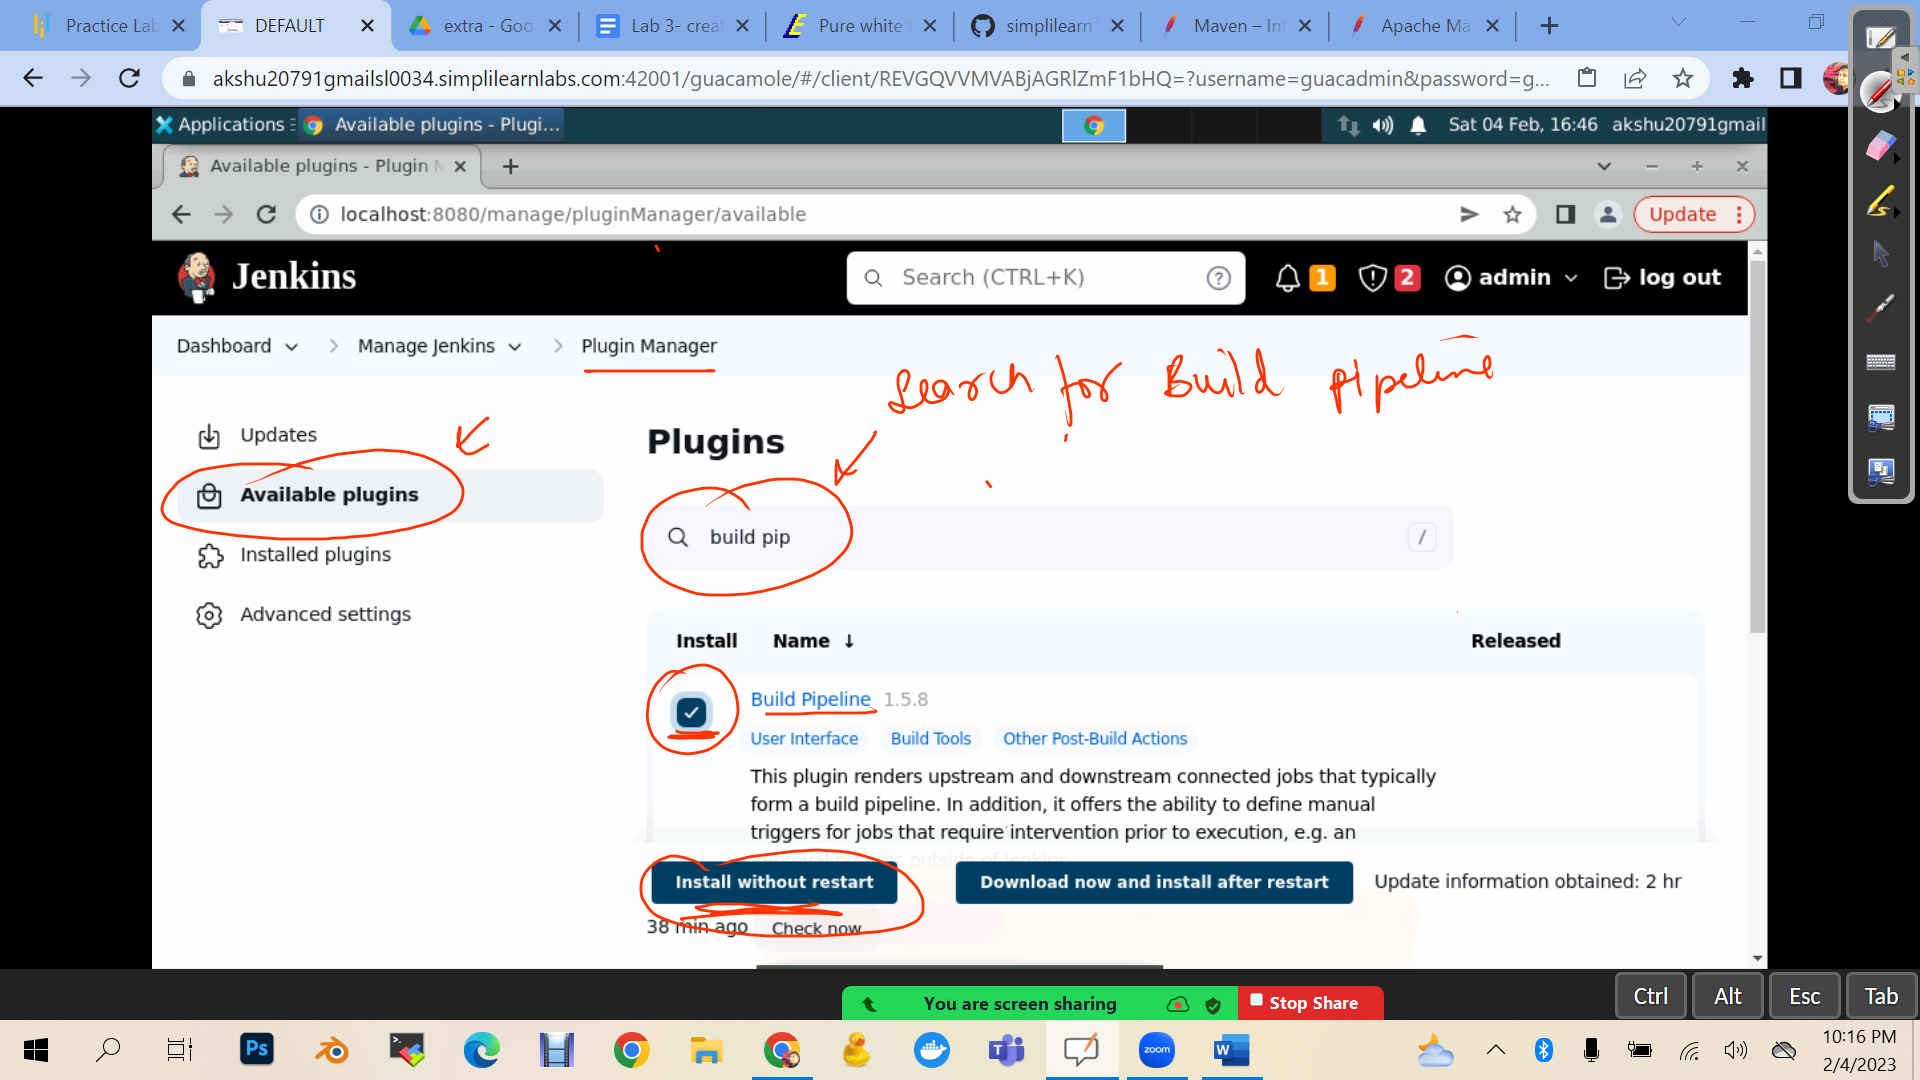 Practice Lab
DEFAULT
extra - Goo
Lab 3- crea
Pure white
simplilearn
Maven – Int
Apache Ma
akshu20791gmailsl0034.simplilearnlabs.com:42001/guacamole/#/client/REVGQVVMVABjAGRlZmF1bHQ=?username=guacadmin&password=g...
Applications
Available plugins - Plugi...
Sat 04 Feb, 16:46 akshu20791gmail
Available plugins - Plugin M
localhost:8080/manage/pluginManager/available
Update
Jenkins
Search (CTRL+K)
?
1
2
admin
log out
Dashboard
Manage Jenkins
Plugin Manager
Search for Build pipeline
Updates
Plugins
Available plugins
build pip
/
Installed plugins
Advanced settings
Install Name ↓ Released
Build Pipeline 1.5.8
User Interface Build Tools Other Post-Build Actions
This plugin renders upstream and downstream connected jobs that typically
form a build pipeline. In addition, it offers the ability to define manual
triggers for jobs that require intervention prior to execution, e.g. an
outside of Jenkins
Install without restart
Download now and install after restart
Update information obtained: 2 hr
38 min ago
Check now
You are screen sharing
Stop Share
Ctrl
Alt
Esc
Tab
Ps
zoom
W
10:16 PM
2/4/2023